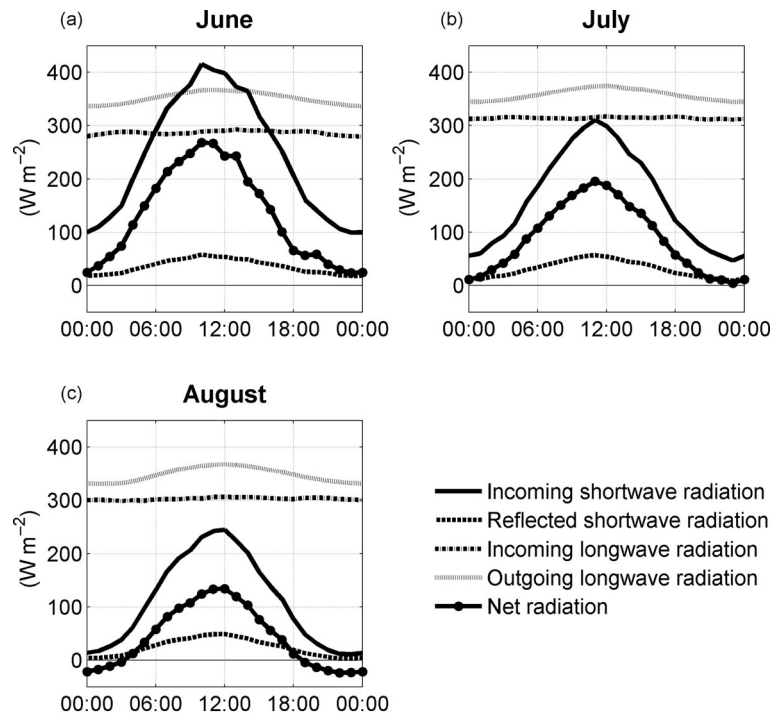 (a) June
(W m−2)
400
300
200
100
0
00:00 06:00 12:00 18:00 24:00
(b) July
(W m−2)
400
300
200
100
0
00:00 06:00 12:00 18:00 24:00
(c) August
(W m−2)
400
300
200
100
0
00:00 06:00 12:00 18:00 24:00
Incoming shortwave radiation
Reflected shortwave radiation
Incoming longwave radiation
Outgoing longwave radiation
Net radiation